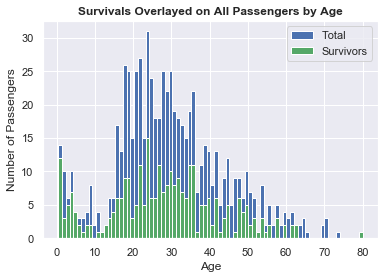 Survivals Overlayed on All Passengers by Age
Total
Survivors
Number of Passengers
30
25
20
15
10
5
0
0 10 20 30 40 50 60 70 80
Age